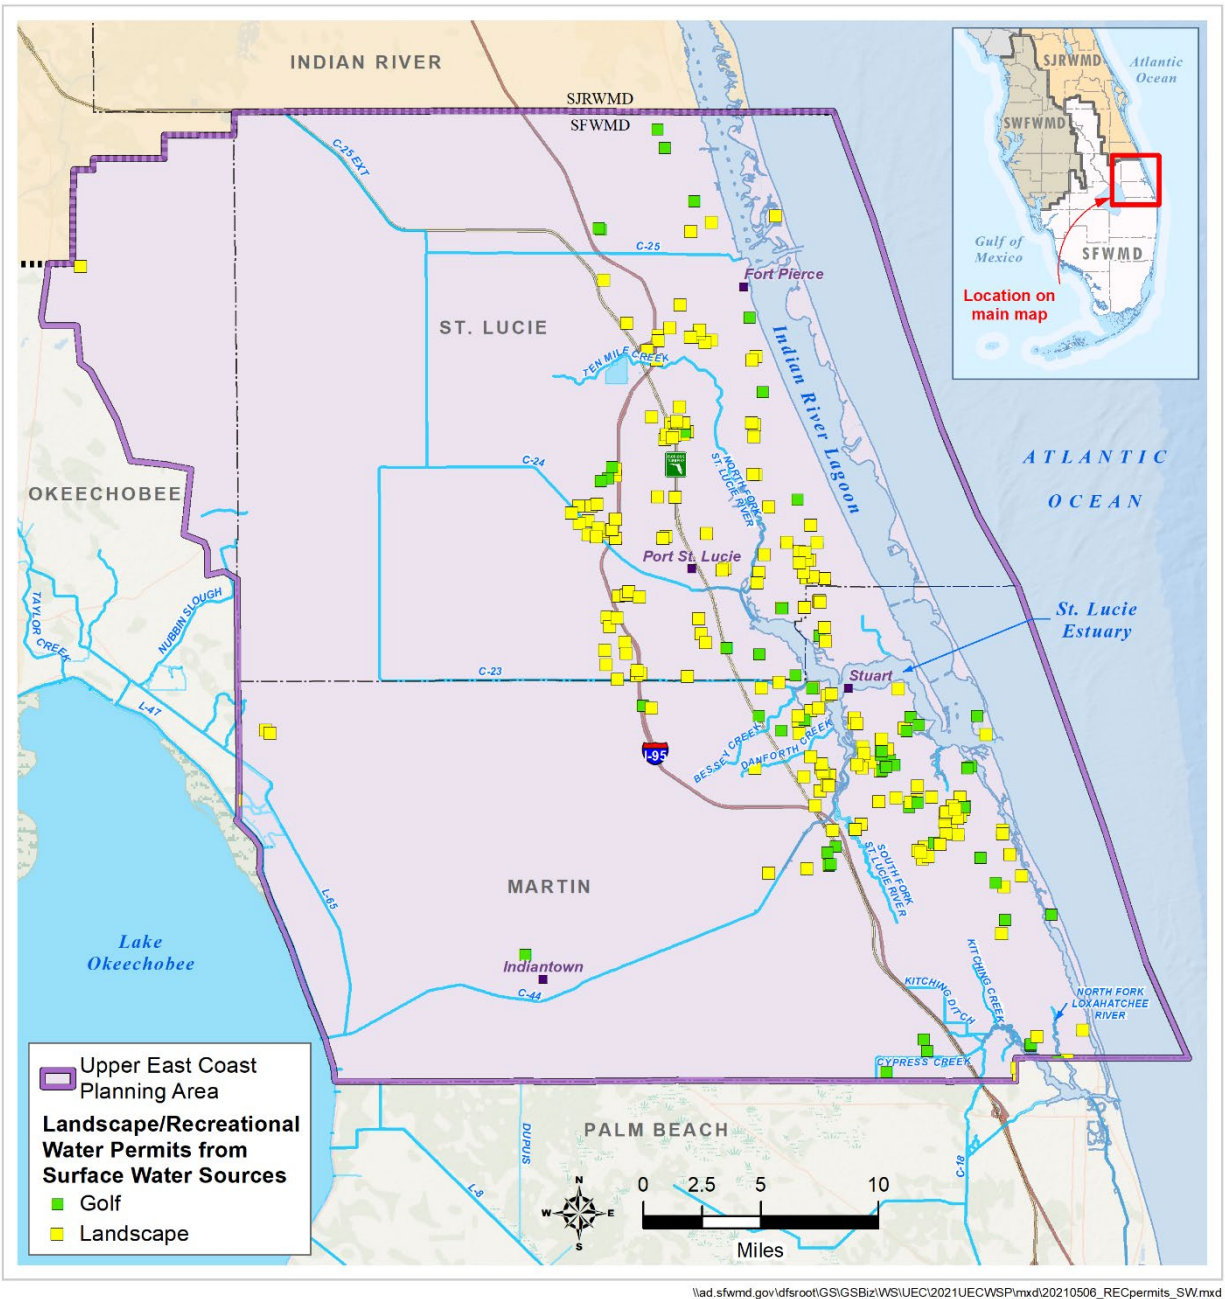 INDIAN RIVER
SJRWMD
SFWMD
C-25 EXT
C-25
Fort Pierce
ST. LUCIE
TEN MILE CREEK
Indian River Lagoon
ATLANTIC
OCEAN
OKEECHOBEE
C-24
NORTH FORK
ST. LUCIE RIVER
Port St. Lucie
TAYLOR CREEK
NUBBIN SLOUGH
St. Lucie
Estuary
C-23
Stuart
L-47
BESSEY CREEK
DANFORTH CREEK
I-95
SOUTH FORK
ST. LUCIE RIVER
MARTIN
L-65
Lake
Okeechobee
Indiantown
C-44
KITCHING CREEK
KITCHING DITCH
NORTH FORK
LOXAHATCHEE
RIVER
CYPRESS CREEK
PALM BEACH
DUPUIS
L-8
C-18
SJRWMD
Atlantic
Ocean
SWFWMD
Gulf of
Mexico
SFWMD
Location on
main map
Upper East Coast
Planning Area
Landscape/Recreational
Water Permits from
Surface Water Sources
Golf
Landscape
N
W E
S
0 2.5 5 10
Miles
\\ad.sfwmd.gov\dfsroot\GS\GSBiz\WS\UEC\2021UECWSP\mxd\20210506_RECpermits_SW.mxd